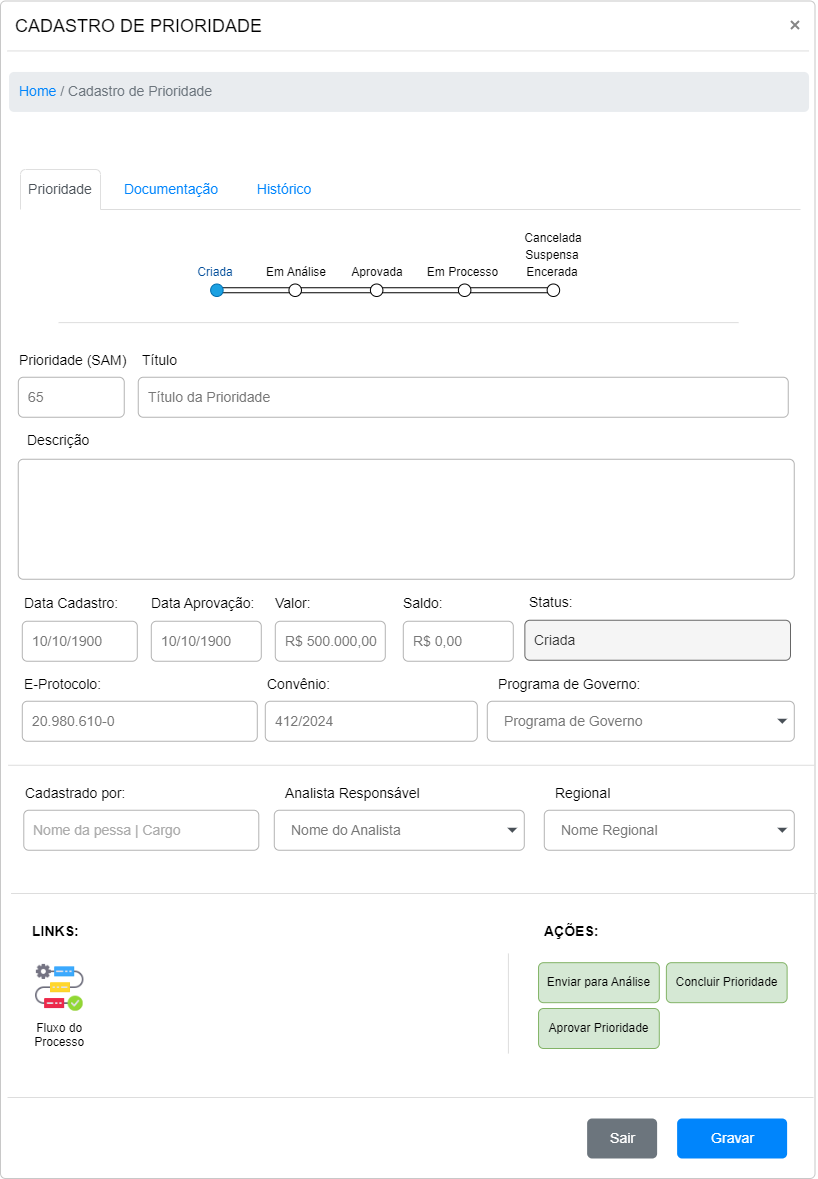 CADASTRO DE PRIORIDADE ×
Home / Cadastro de Prioridade
Prioridade Documentação Histórico
Cancelada
Suspensa
Criada Em Análise Aprovada Em Processo Encerada
Prioridade (SAM) Título
65 Título da Prioridade
Descrição
Data Cadastro: Data Aprovação: Valor: Saldo: Status:
10/10/1900 10/10/1900 R$ 500.000,00 R$ 0,00 Criada
E-Protocolo: Convênio: Programa de Governo:
20.980.610-0 412/2024 Programa de Governo
Cadastrado por: Analista Responsável Regional
Nome da pessa | Cargo Nome do Analista Nome Regional
LINKS: AÇÕES:
Enviar para Análise Concluir Prioridade
Fluxo do
Processo
Aprovar Prioridade
Sair Gravar